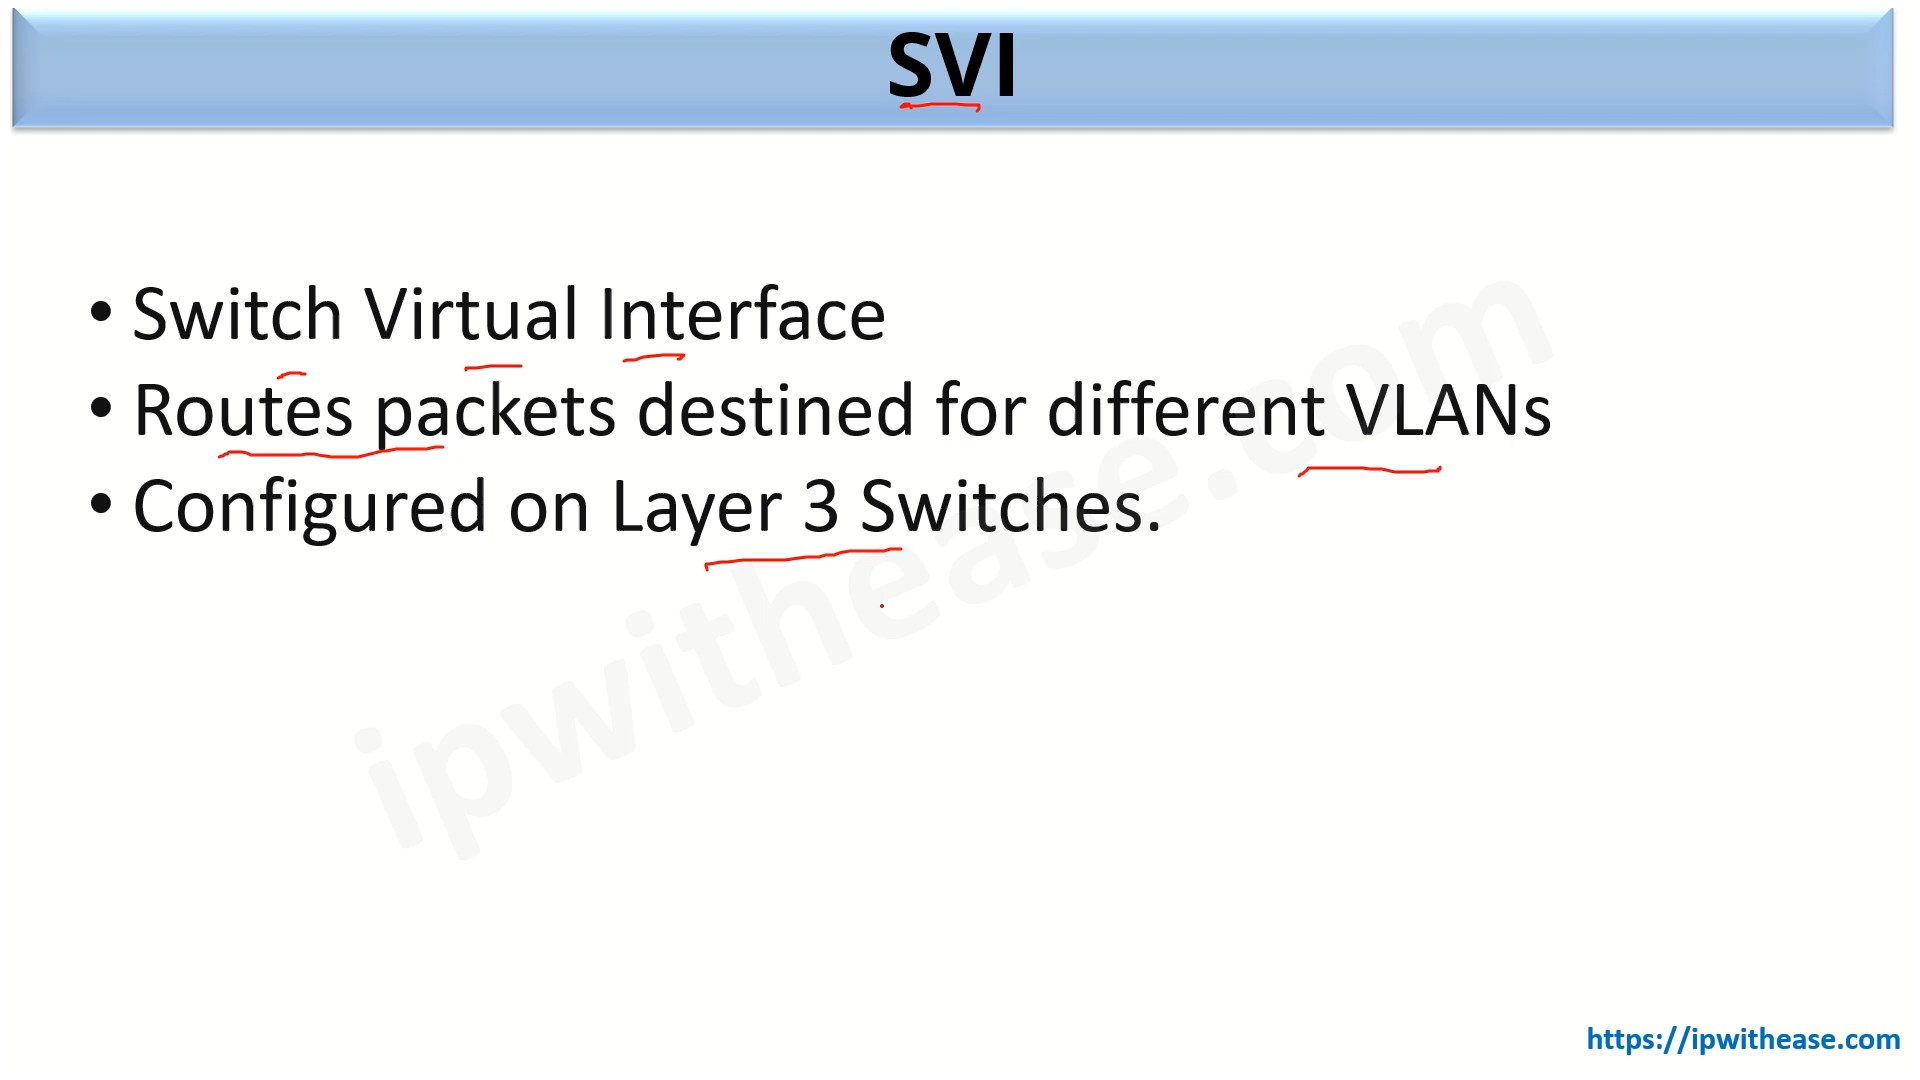 SVI
• Switch Virtual Interface
• Routes packets destined for different VLANs
• Configured on Layer 3 Switches.
ipwithease.com
https://ipwithease.com